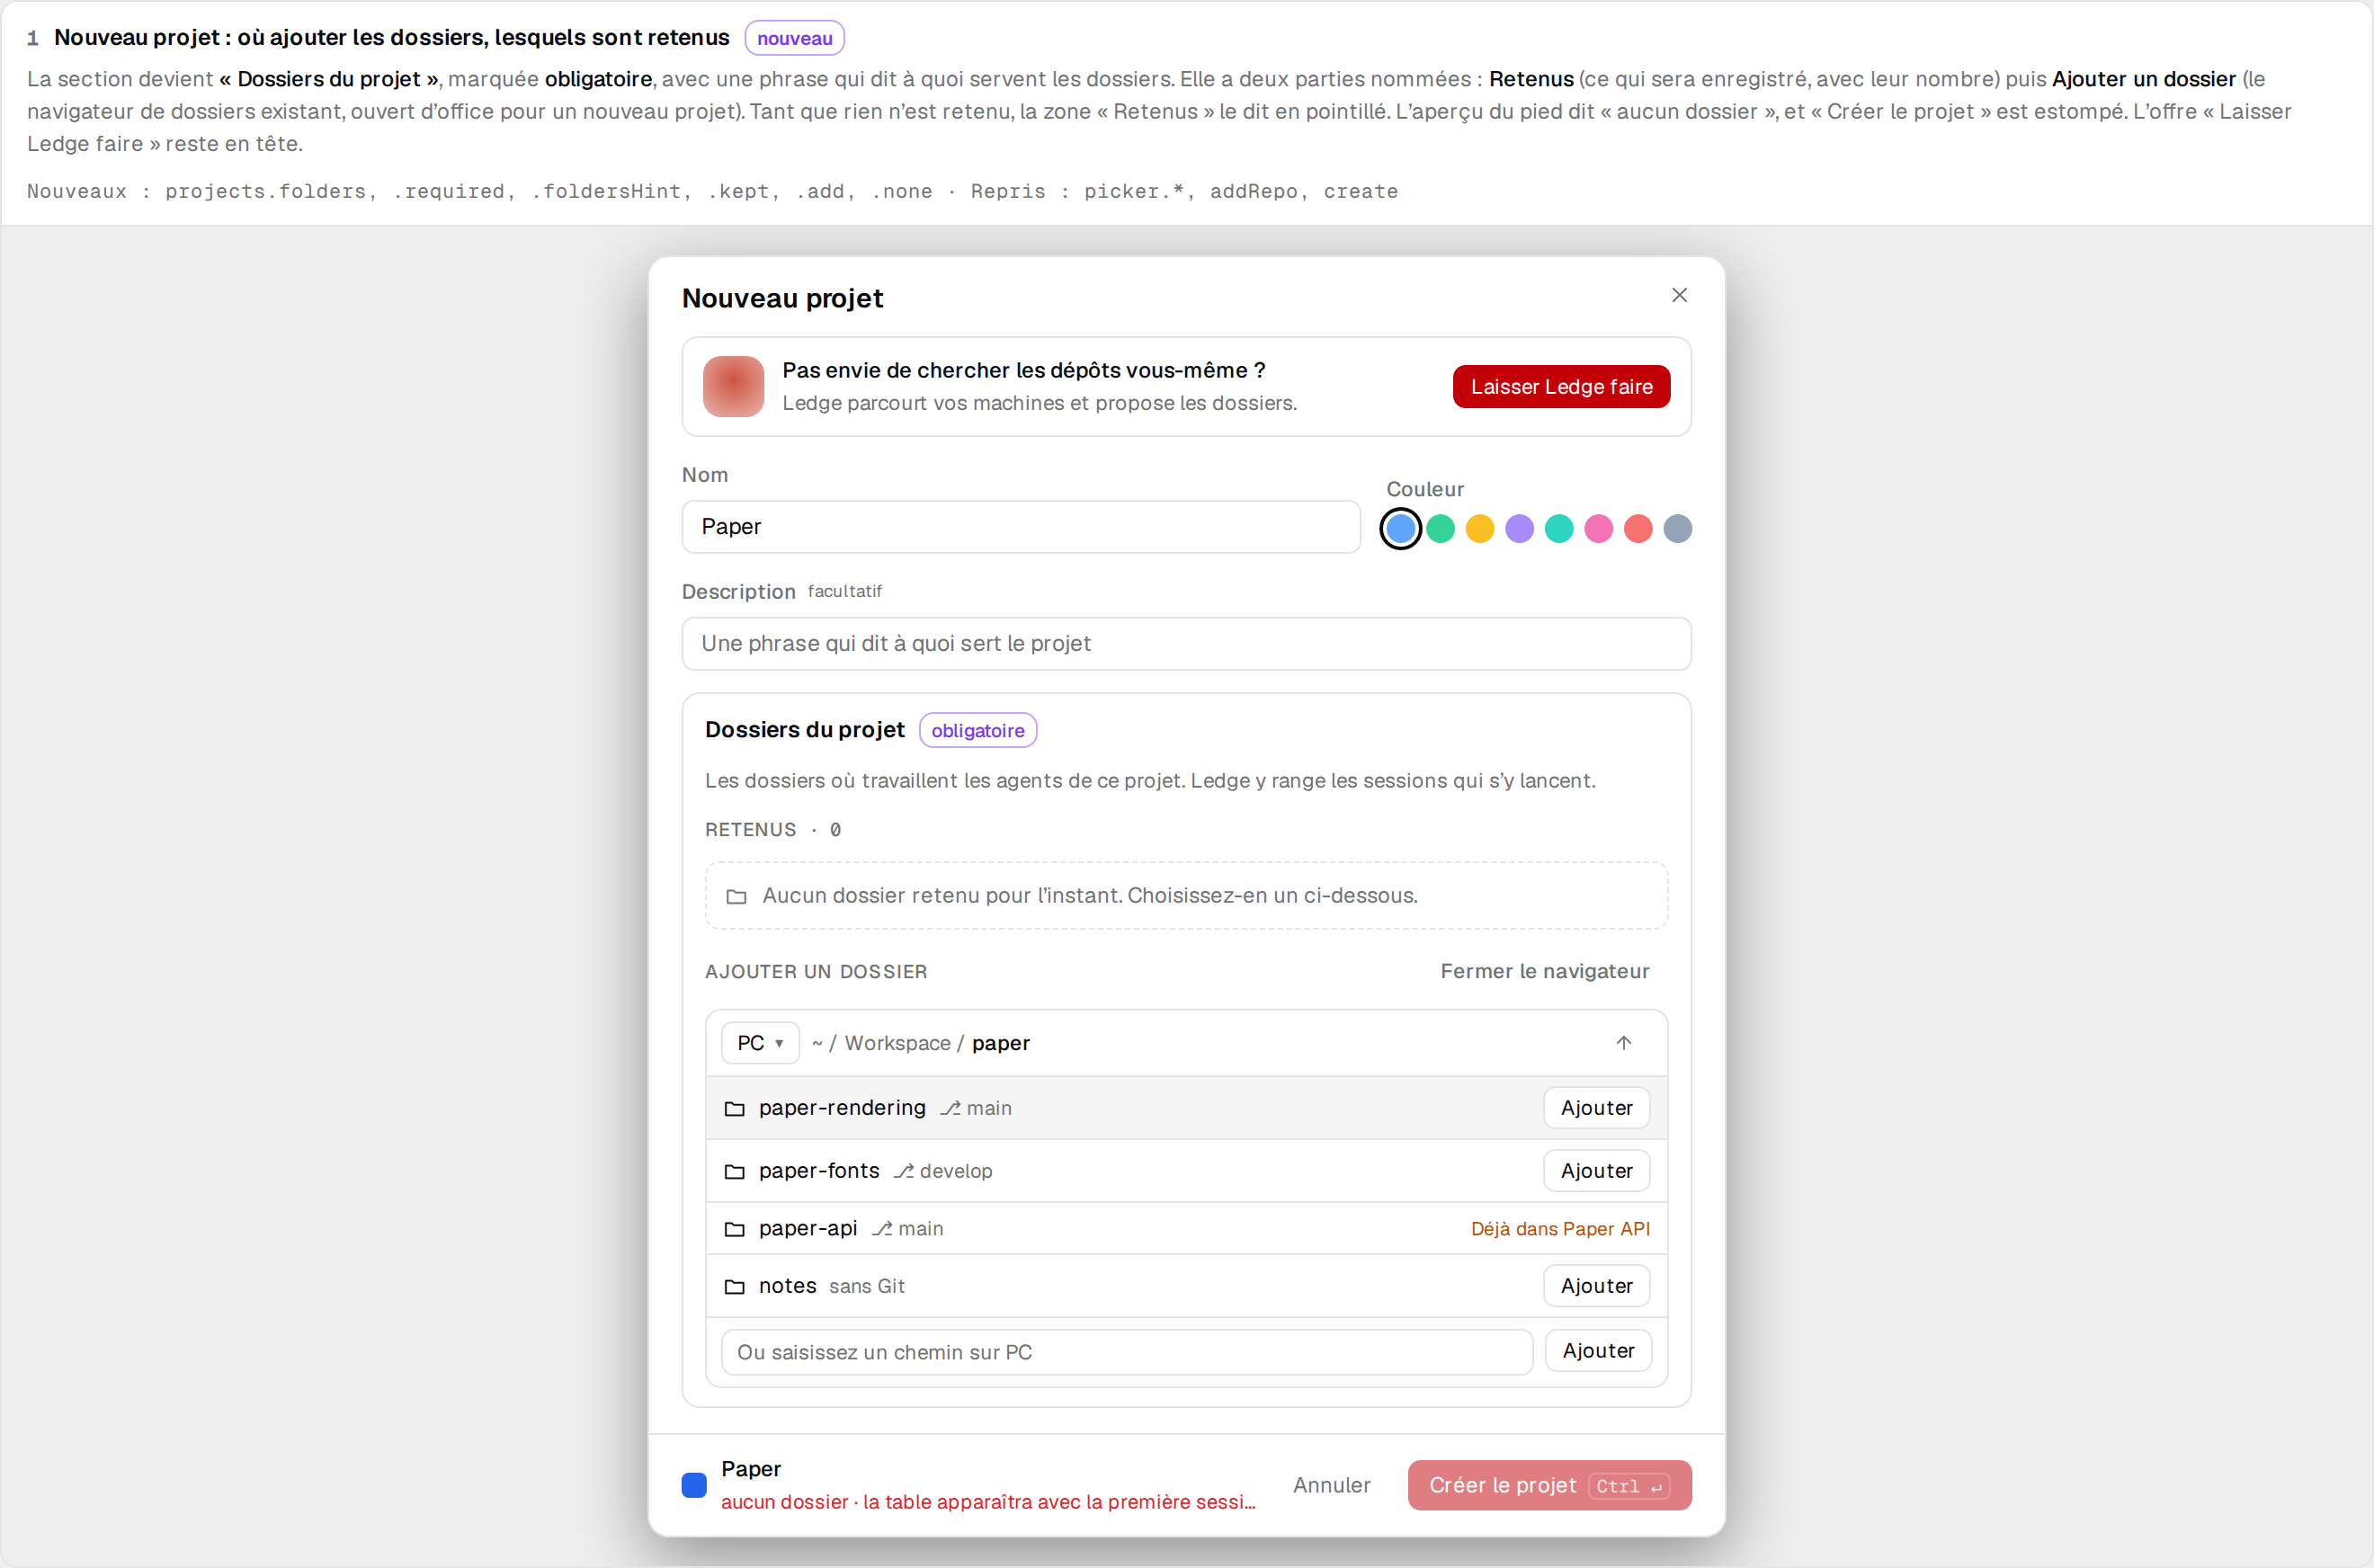 1 Nouveau projet : où ajouter les dossiers, lesquels sont retenus nouveau
La section devient « Dossiers du projet », marquée obligatoire, avec une phrase qui dit à quoi servent les dossiers. Elle a deux parties nommées : Retenus (ce qui sera enregistré, avec leur nombre) puis Ajouter un dossier (le
navigateur de dossiers existant, ouvert d’office pour un nouveau projet). Tant que rien n’est retenu, la zone « Retenus » le dit en pointillé. L’aperçu du pied dit « aucun dossier », et « Créer le projet » est estompé. L’offre « Laisser
Ledge faire » reste en tête.
Nouveaux : projects.folders, .required, .foldersHint, .kept, .add, .none · Repris : picker.*, addRepo, create
Nouveau projet
Pas envie de chercher les dépôts vous-même ?
Ledge parcourt vos machines et propose les dossiers.
Laisser Ledge faire
Nom
Couleur
Paper
Description facultatif
Une phrase qui dit à quoi sert le projet
Dossiers du projet obligatoire
Les dossiers où travaillent les agents de ce projet. Ledge y range les sessions qui s’y lancent.
RETENUS · 0
Aucun dossier retenu pour l’instant. Choisissez-en un ci-dessous.
AJOUTER UN DOSSIER Fermer le navigateur
PC ▾ ~ / Workspace / paper ↑
paper-rendering ⎇ main Ajouter
paper-fonts ⎇ develop Ajouter
paper-api ⎇ main Déjà dans Paper API
notes sans Git Ajouter
Ou saisissez un chemin sur PC Ajouter
Paper
aucun dossier · la table apparaîtra avec la première sessi…
Annuler
Créer le projet Ctrl ↵